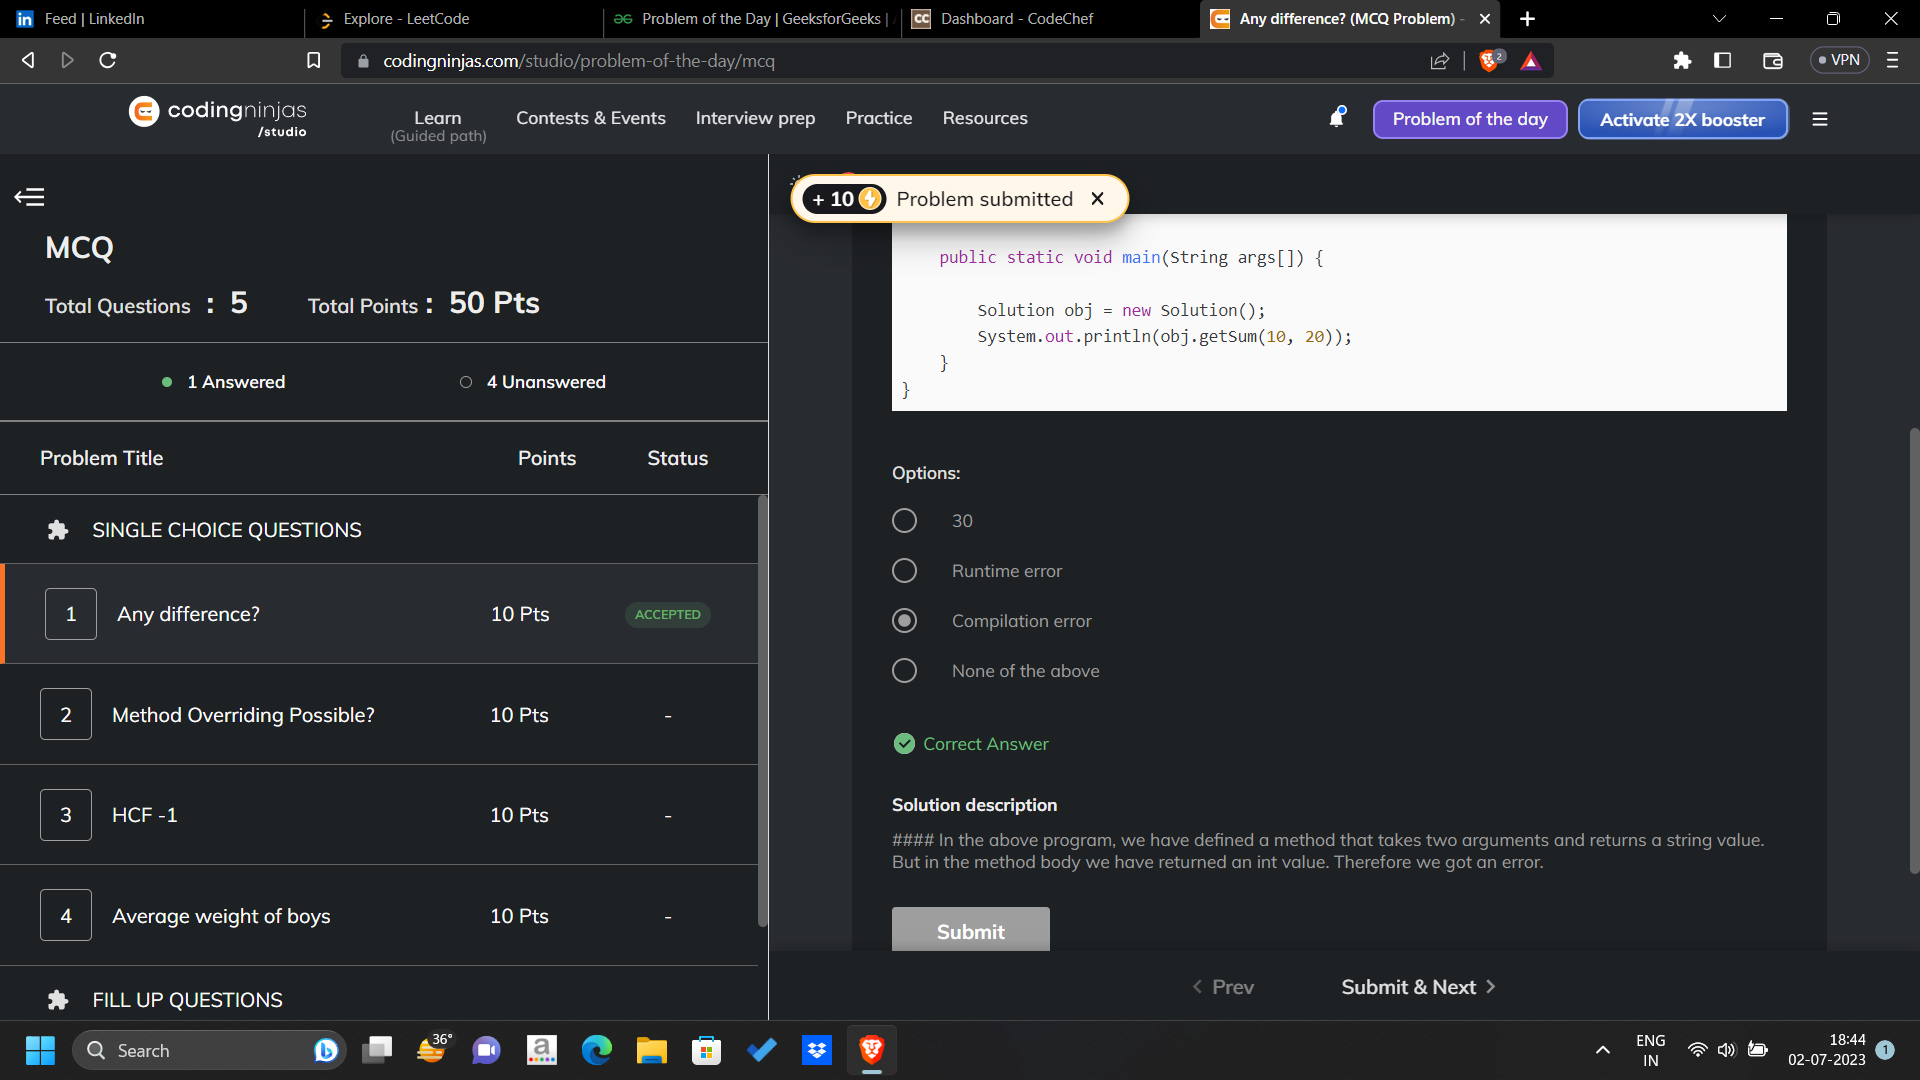 Feed | LinkedIn
Explore - LeetCode
Problem of the Day | GeeksforGeeks |
Dashboard - CodeChef
Any difference? (MCQ Problem) -
codingninjas.com/studio/problem-of-the-day/mcq
2
VPN
codingninjas
/studio
Learn
(Guided path)
Contests & Events
Interview prep
Practice
Resources
Problem of the day
Activate 2X booster
+ 10
Problem submitted
MCQ
Total Questions : 5
Total Points : 50 Pts
1 Answered
4 Unanswered
Problem Title
Points
Status
SINGLE CHOICE QUESTIONS
1
Any difference?
10 Pts
ACCEPTED
2
Method Overriding Possible?
10 Pts
-
3
HCF -1
10 Pts
-
4
Average weight of boys
10 Pts
-
FILL UP QUESTIONS
public static void main(String args[]) {
Solution obj = new Solution();
System.out.println(obj.getSum(10, 20));
}
}
Options:
30
Runtime error
Compilation error
None of the above
Correct Answer
Solution description
#### In the above program, we have defined a method that takes two arguments and returns a string value.
But in the method body we have returned an int value. Therefore we got an error.
Submit
Prev
Submit & Next
Search
36°
ENG
IN
18:44
02-07-2023
1